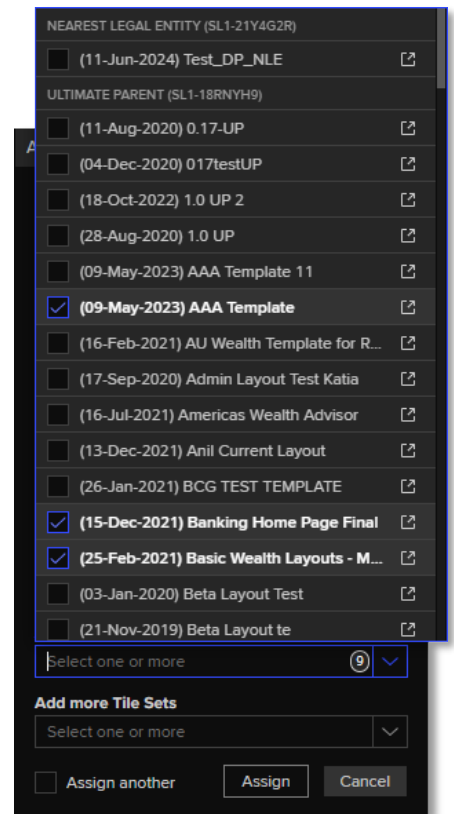 NEAREST LEGAL ENTITY (SL1-21Y4G2R)
(11-Jun-2024) Test_DP_NLE
ULTIMATE PARENT (SL1-18RNYH9)
(11-Aug-2020) 0.17-UP
(04-Dec-2020) 017testUP
(18-Oct-2022) 1.0 UP 2
(28-Aug-2020) 1.0 UP
(09-May-2023) AAA Template 11
(09-May-2023) AAA Template
(16-Feb-2021) AU Wealth Template for R...
(17-Sep-2020) Admin Layout Test Katia
(16-Jul-2021) Americas Wealth Advisor
(13-Dec-2021) Anil Current Layout
(26-Jan-2021) BCG TEST TEMPLATE
(15-Dec-2021) Banking Home Page Final
(25-Feb-2021) Basic Wealth Layouts - M...
(03-Jan-2020) Beta Layout Test
(21-Nov-2019) Beta Layout te
Select one or more 9
Add more Tile Sets
Select one or more
Assign another Assign Cancel